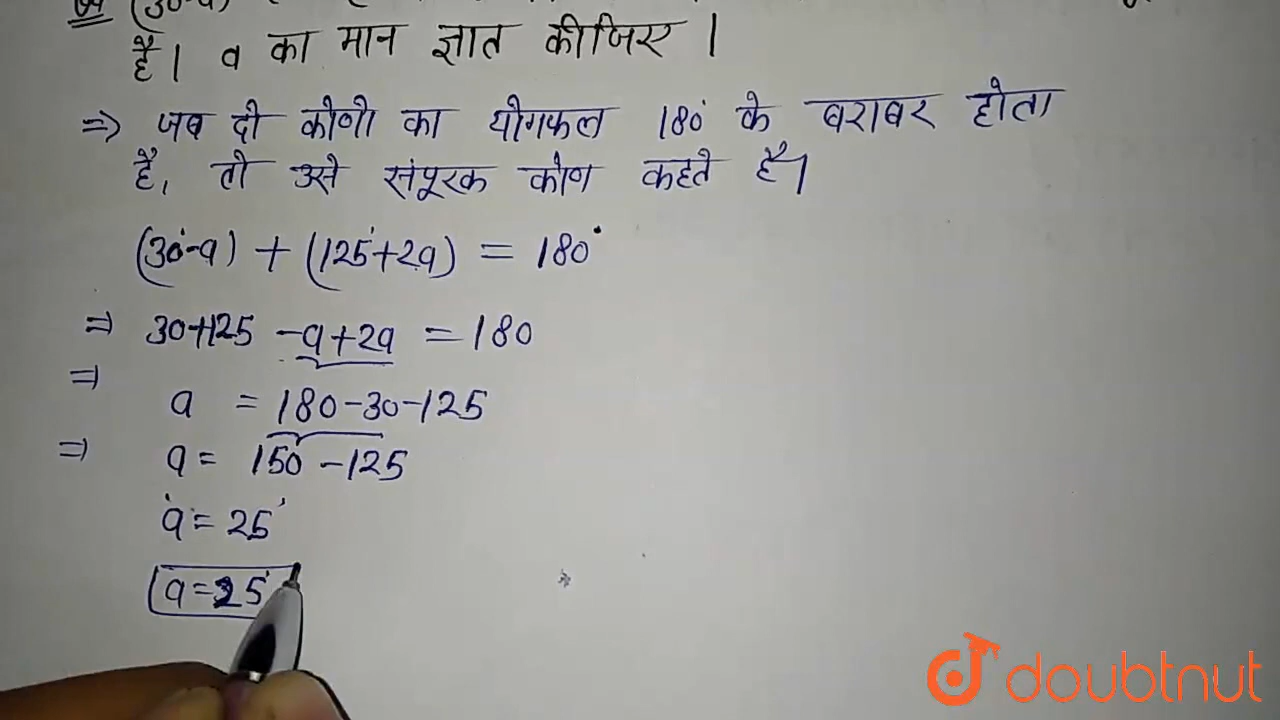 (30-a)
है। a का मान ज्ञात कीजिए।
⇒ जब दो कोणो का योगफल 180° के बराबर होता
है, तो उसे संपूरक कोण कहते है।
(30°-a) + (125°+2a) = 180°
⇒ 30+125 -a+2a = 180
⇒
a = 180-30-125
⇒ a = 150-125
a = 25°
a=25°
doubtnut